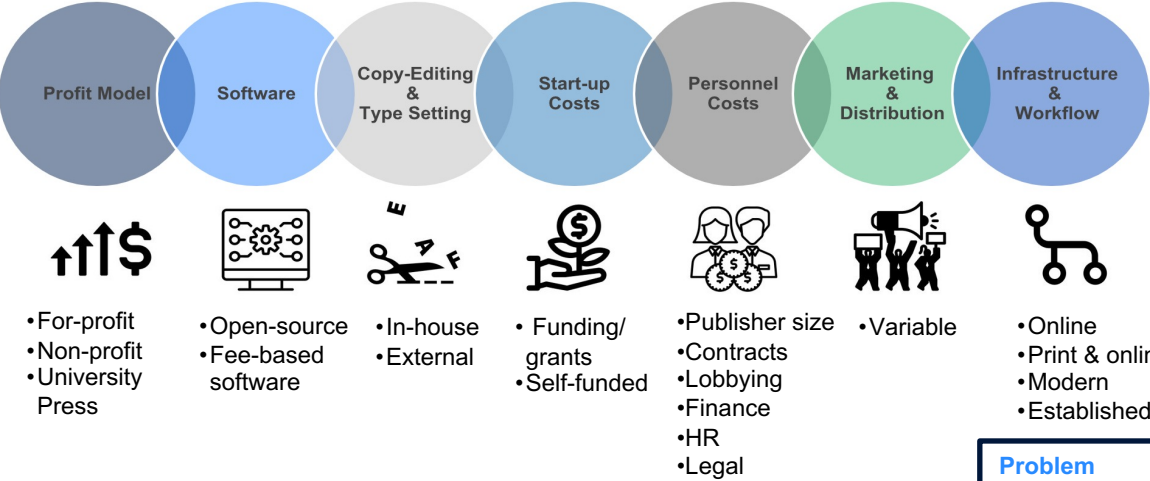 Profit Model
Software
Copy-Editing
&
Type Setting
Start-up
Costs
Personnel
Costs
Marketing
&
Distribution
Infrastructure
&
Workflow
$
E
A
F
$
$
$
$
•For-profit
•Non-profit
•University
Press
•Open-source
•Fee-based
software
•In-house
•External
• Funding/
grants
•Self-funded
•Publisher size
•Contracts
•Lobbying
•Finance
•HR
•Legal
•Variable
•Online
•Print & onlin
•Modern
•Established
Problem